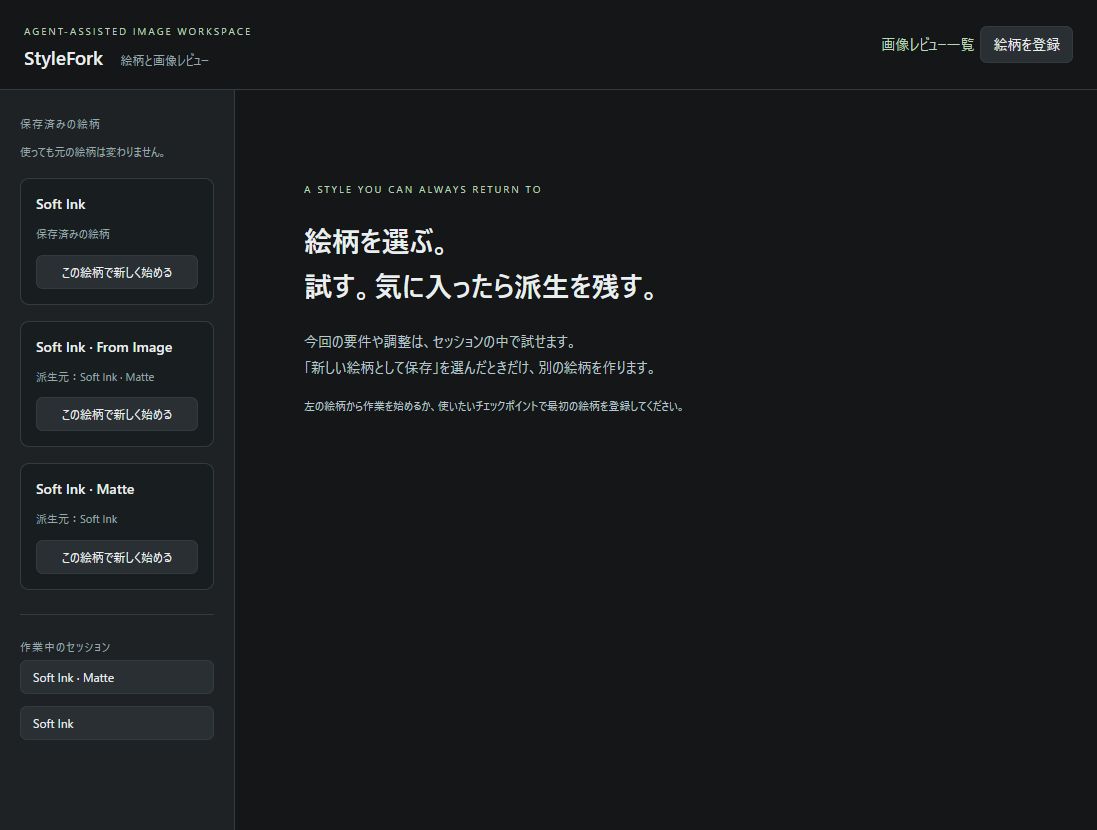 AGENT-ASSISTED IMAGE WORKSPACE
StyleFork 絵柄と画像レビュー
画像レビュー一覧
絵柄を登録
保存済みの絵柄
使っても元の絵柄は変わりません。
Soft Ink
保存済みの絵柄
この絵柄で新しく始める
Soft Ink · From Image
派生元：Soft Ink · Matte
この絵柄で新しく始める
Soft Ink · Matte
派生元：Soft Ink
この絵柄で新しく始める
作業中のセッション
Soft Ink · Matte
Soft Ink
A STYLE YOU CAN ALWAYS RETURN TO
絵柄を選ぶ。
試す。気に入ったら派生を残す。
今回の要件や調整は、セッションの中で試せます。
「新しい絵柄として保存」を選んだときだけ、別の絵柄を作ります。
左の絵柄から作業を始めるか、使いたいチェックポイントで最初の絵柄を登録してください。